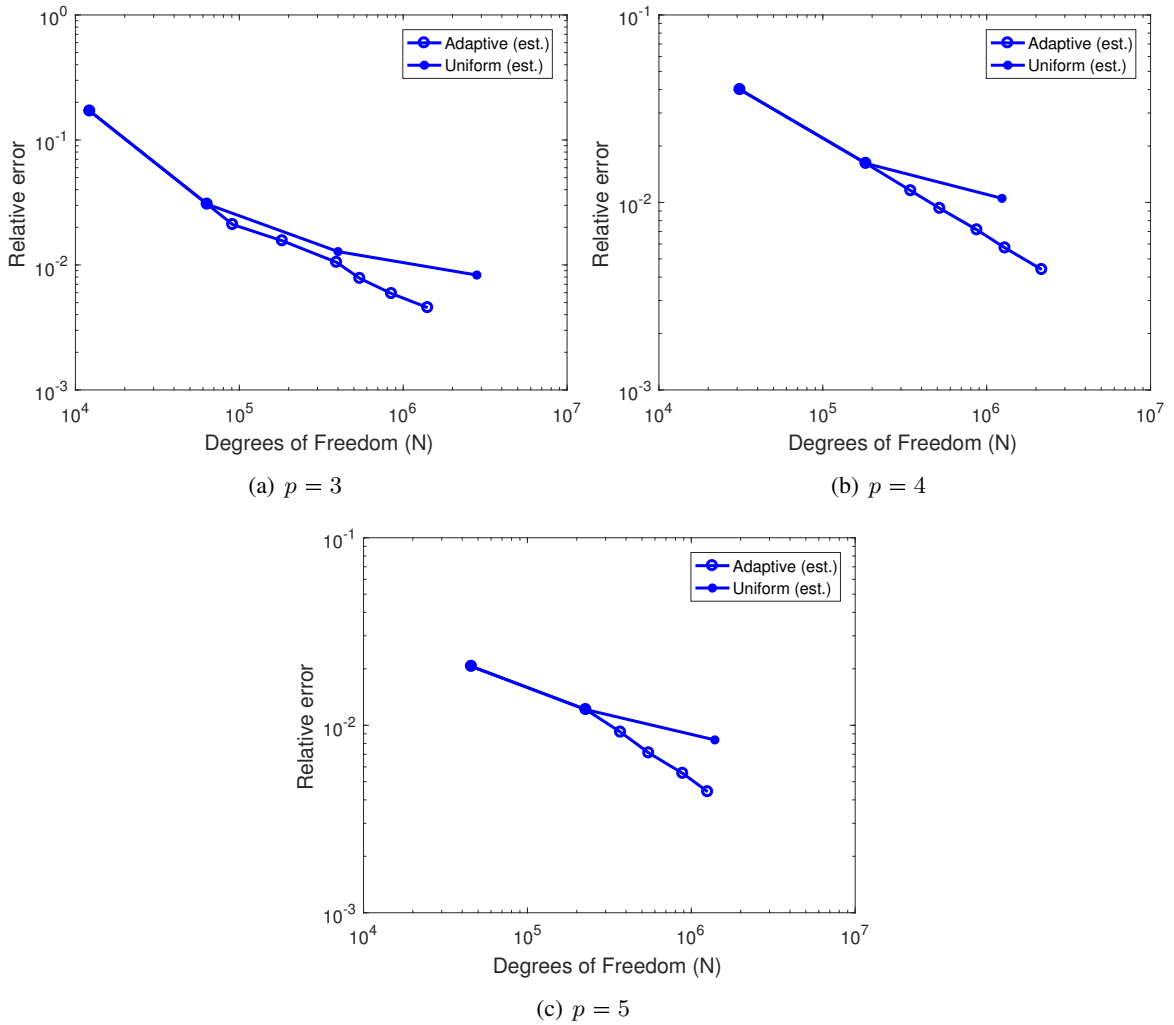 10^0
10^-1
10^-2
10^-3
Relative error
10^4
10^5
10^6
10^7
Degrees of Freedom (N)
Adaptive (est.)
Uniform (est.)
(a) p = 3
10^-1
10^-2
10^-3
Relative error
10^4
10^5
10^6
10^7
Degrees of Freedom (N)
Adaptive (est.)
Uniform (est.)
(b) p = 4
10^-1
10^-2
10^-3
Relative error
10^4
10^5
10^6
10^7
Degrees of Freedom (N)
Adaptive (est.)
Uniform (est.)
(c) p = 5